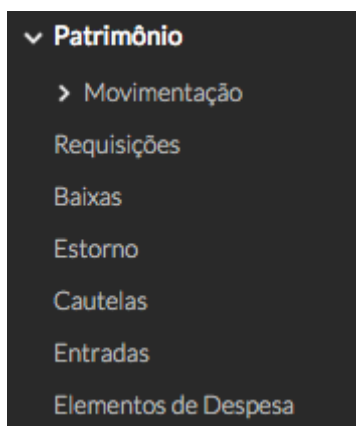 Patrimônio
Movimentação
Requisições
Baixas
Estorno
Cautelas
Entradas
Elementos de Despesa